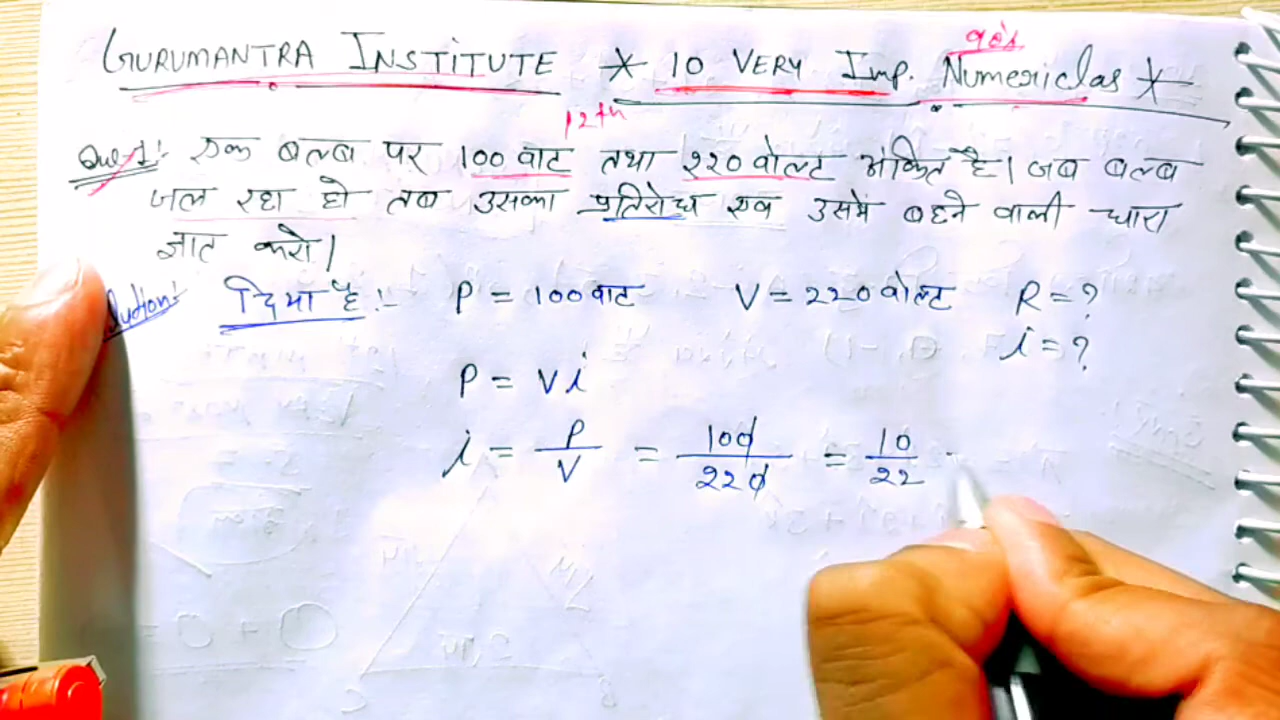 GURUMANTRA INSTITUTE * 10 VERY Imp. Numericlas *
12th
Que-1:- एक बल्ब पर 100 वाट तथा 220 वोल्ट अंकित है। जब बल्ब
जल रहा हो तब उसका प्रतिरोध एवं उसमें बहने वाली धारा
ज्ञात करो।
दिया है:- P = 100 वाट V = 220 वोल्ट R = ?
i = ?
P = Vi
i = P/V = 100/220 = 10/22